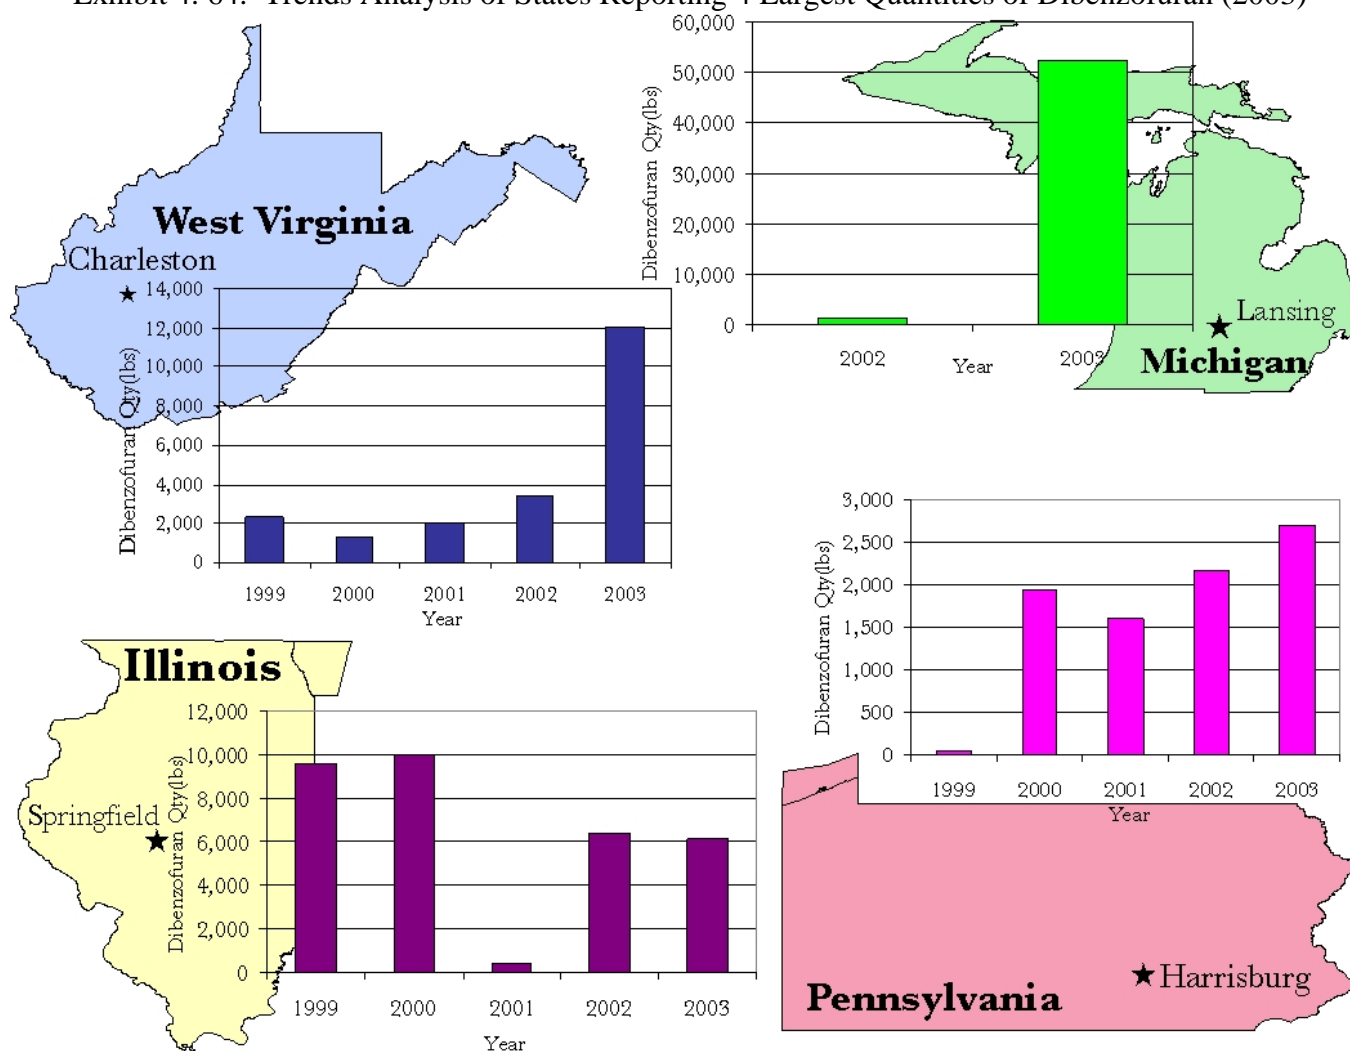 Exhibit 4. 64. Trends Analysis of States Reporting 4 Largest Quantities of Dibenzofuran (2003)
West Virginia
Charleston
Dibenzofuran Qty(lbs)
14,000
12,000
10,000
8,000
6,000
4,000
2,000
0
1999 2000 2001 2002 2003
Year
Dibenzofuran Qty(lbs)
60,000
50,000
40,000
30,000
20,000
10,000
0
2002 2003
Year
Lansing
Michigan
Illinois
Springfield
Dibenzofuran Qty(lbs)
12,000
10,000
8,000
6,000
4,000
2,000
0
1999 2000 2001 2002 2003
Year
Dibenzofuran Qty(lbs)
3,000
2,500
2,000
1,500
1,000
500
0
1999 2000 2001 2002 2003
Year
Harrisburg
Pennsylvania